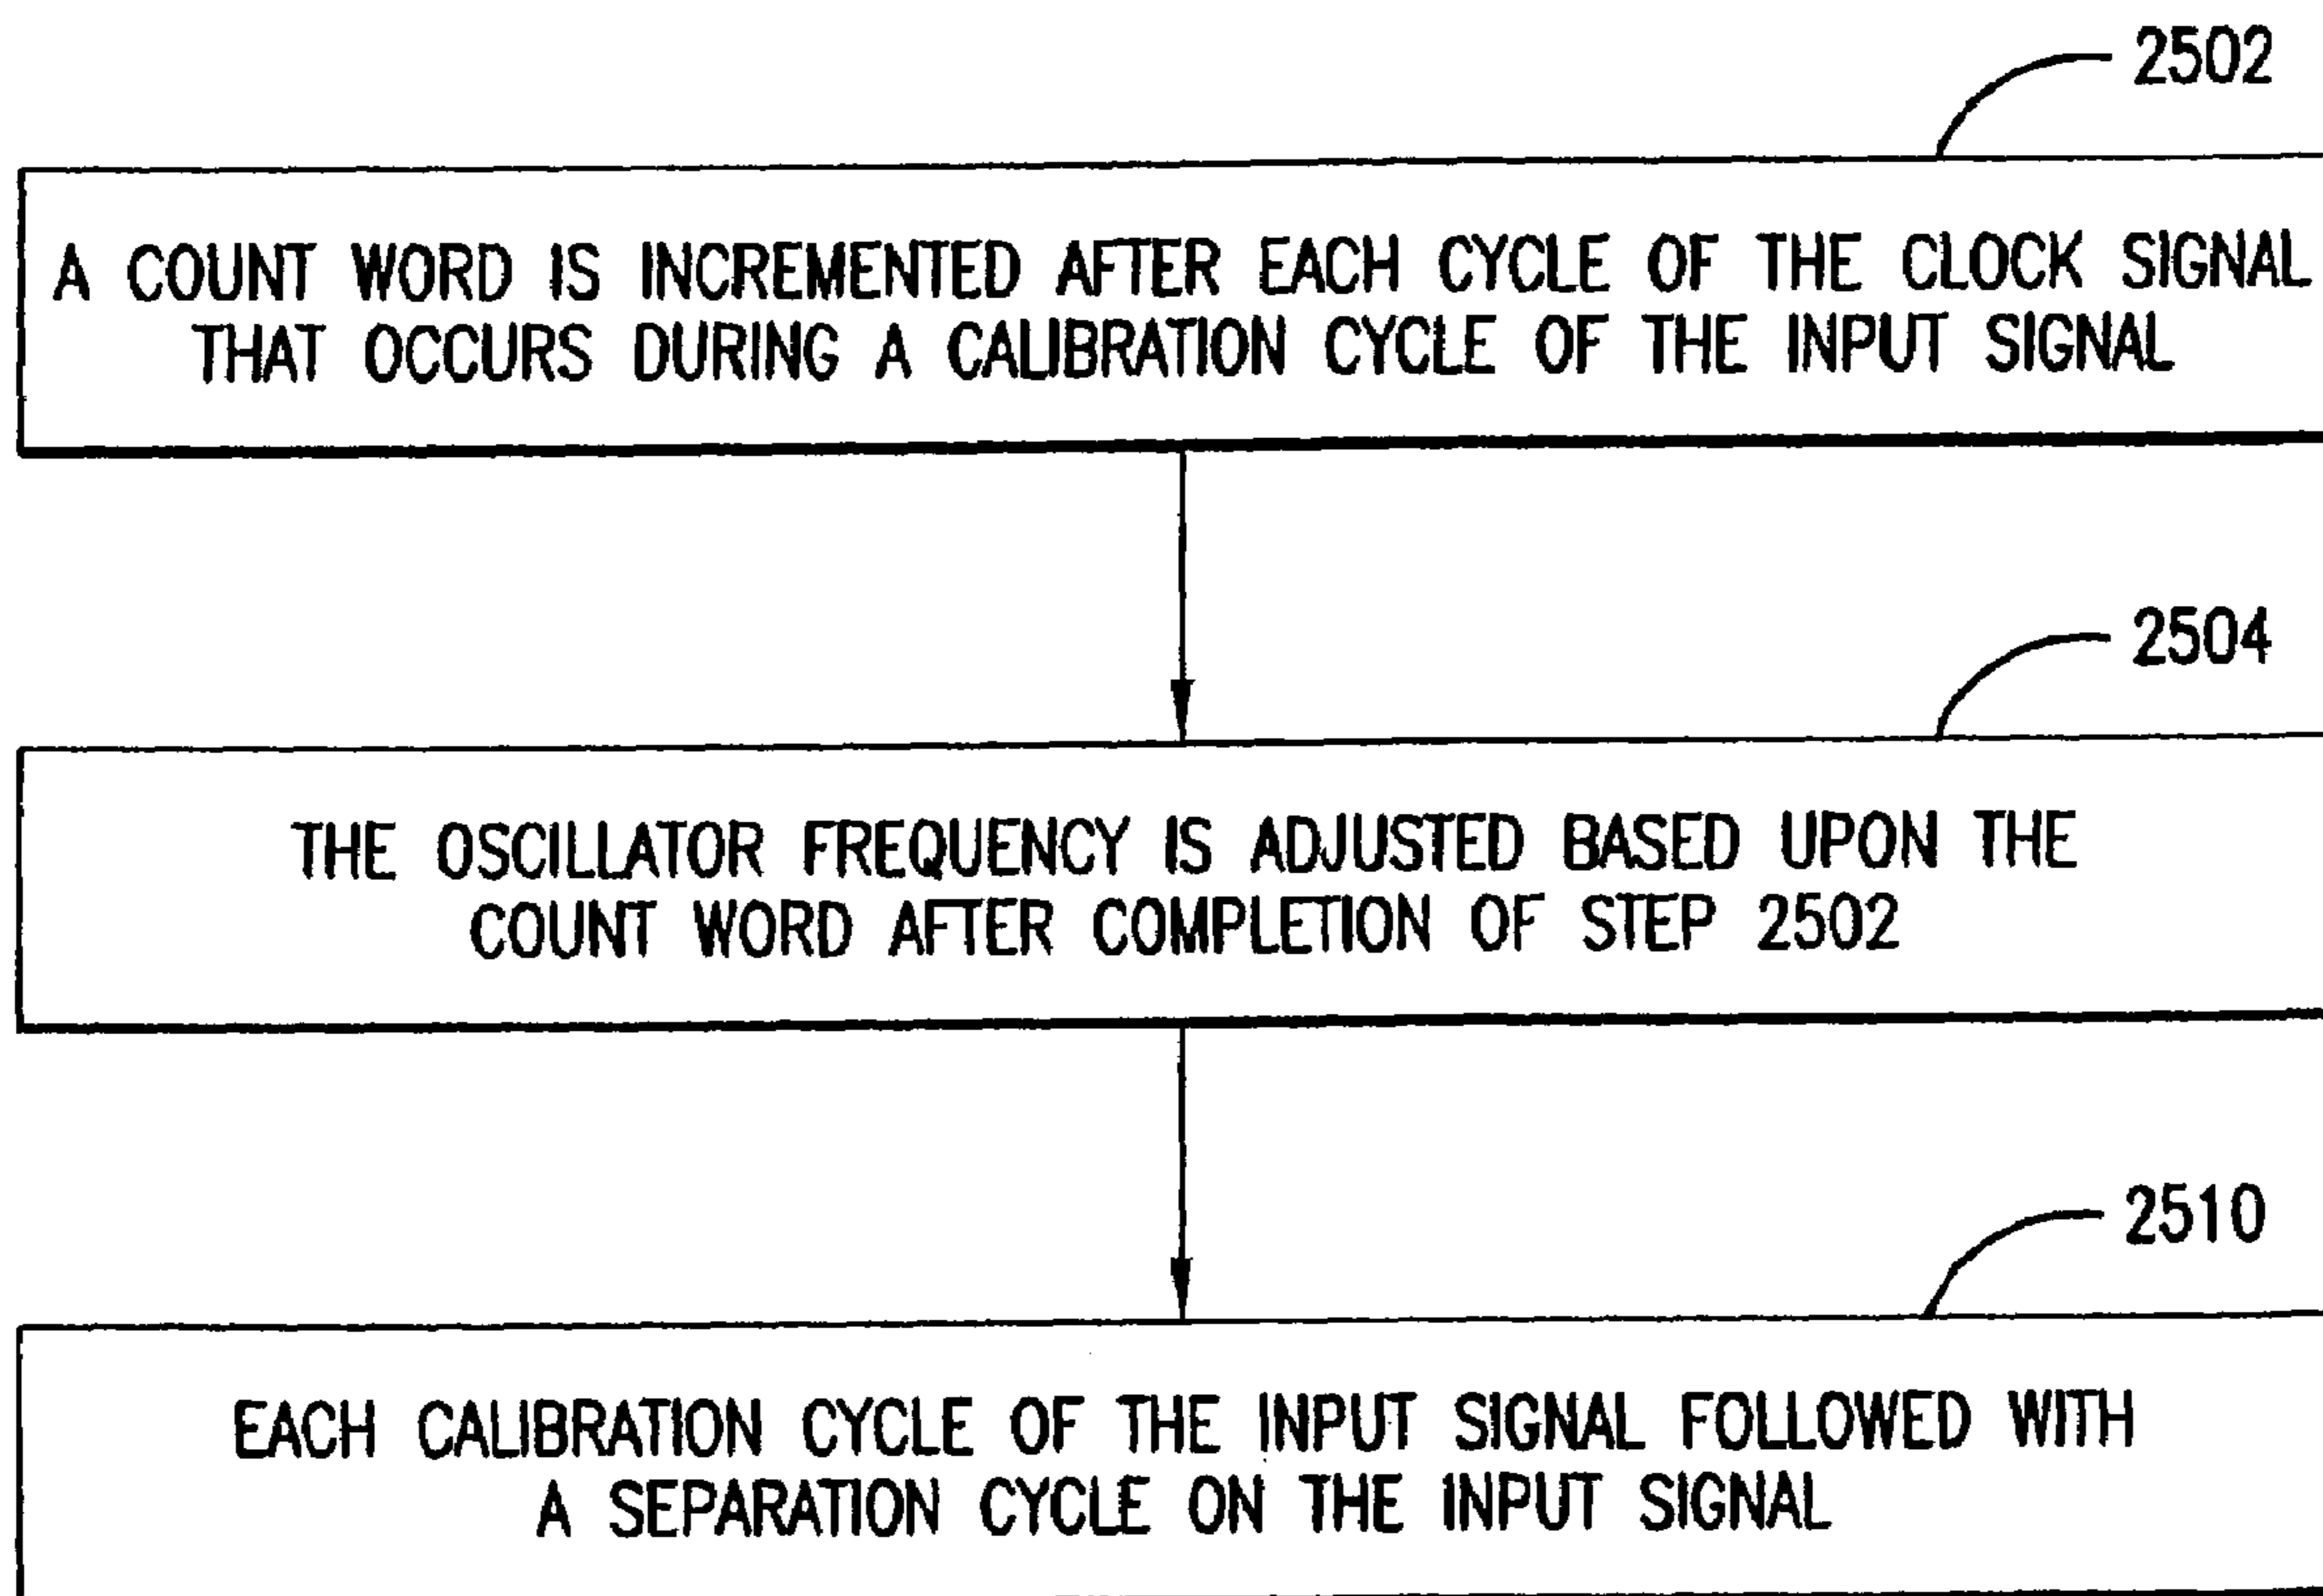 2502
A COUNT WORD IS INCREMENTED AFTER EACH CYCLE OF THE CLOCK SIGNAL
THAT OCCURS DURING A CALIBRATION CYCLE OF THE INPUT SIGNAL
2504
THE OSCILLATOR FREQUENCY IS ADJUSTED BASED UPON THE
COUNT WORD AFTER COMPLETION OF STEP 2502
2510
EACH CALIBRATION CYCLE OF THE INPUT SIGNAL FOLLOWED WITH
A SEPARATION CYCLE ON THE INPUT SIGNAL